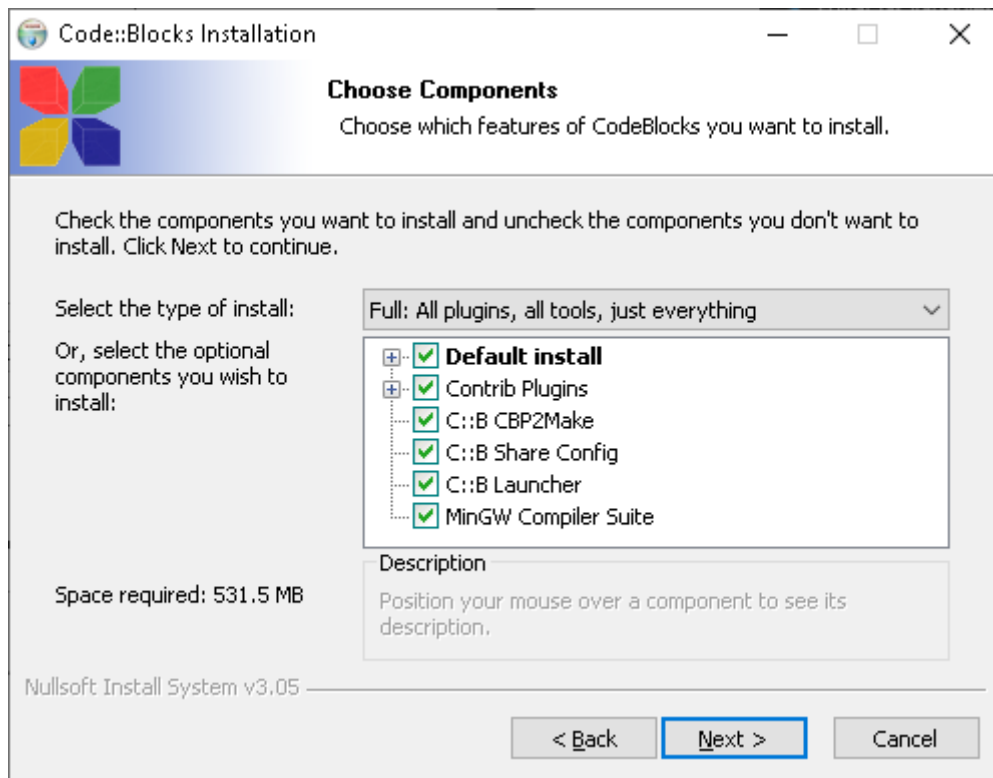 Code::Blocks Installation
Choose Components
Choose which features of CodeBlocks you want to install.
Check the components you want to install and uncheck the components you don't want to
install. Click Next to continue.
Select the type of install:
Full: All plugins, all tools, just everything
Or, select the optional
components you wish to
install:
Default install
Contrib Plugins
C::B CBP2Make
C::B Share Config
C::B Launcher
MinGW Compiler Suite
Space required: 531.5 MB
Description
Position your mouse over a component to see its
description.
Nullsoft Install System v3.05
< Back
Next >
Cancel